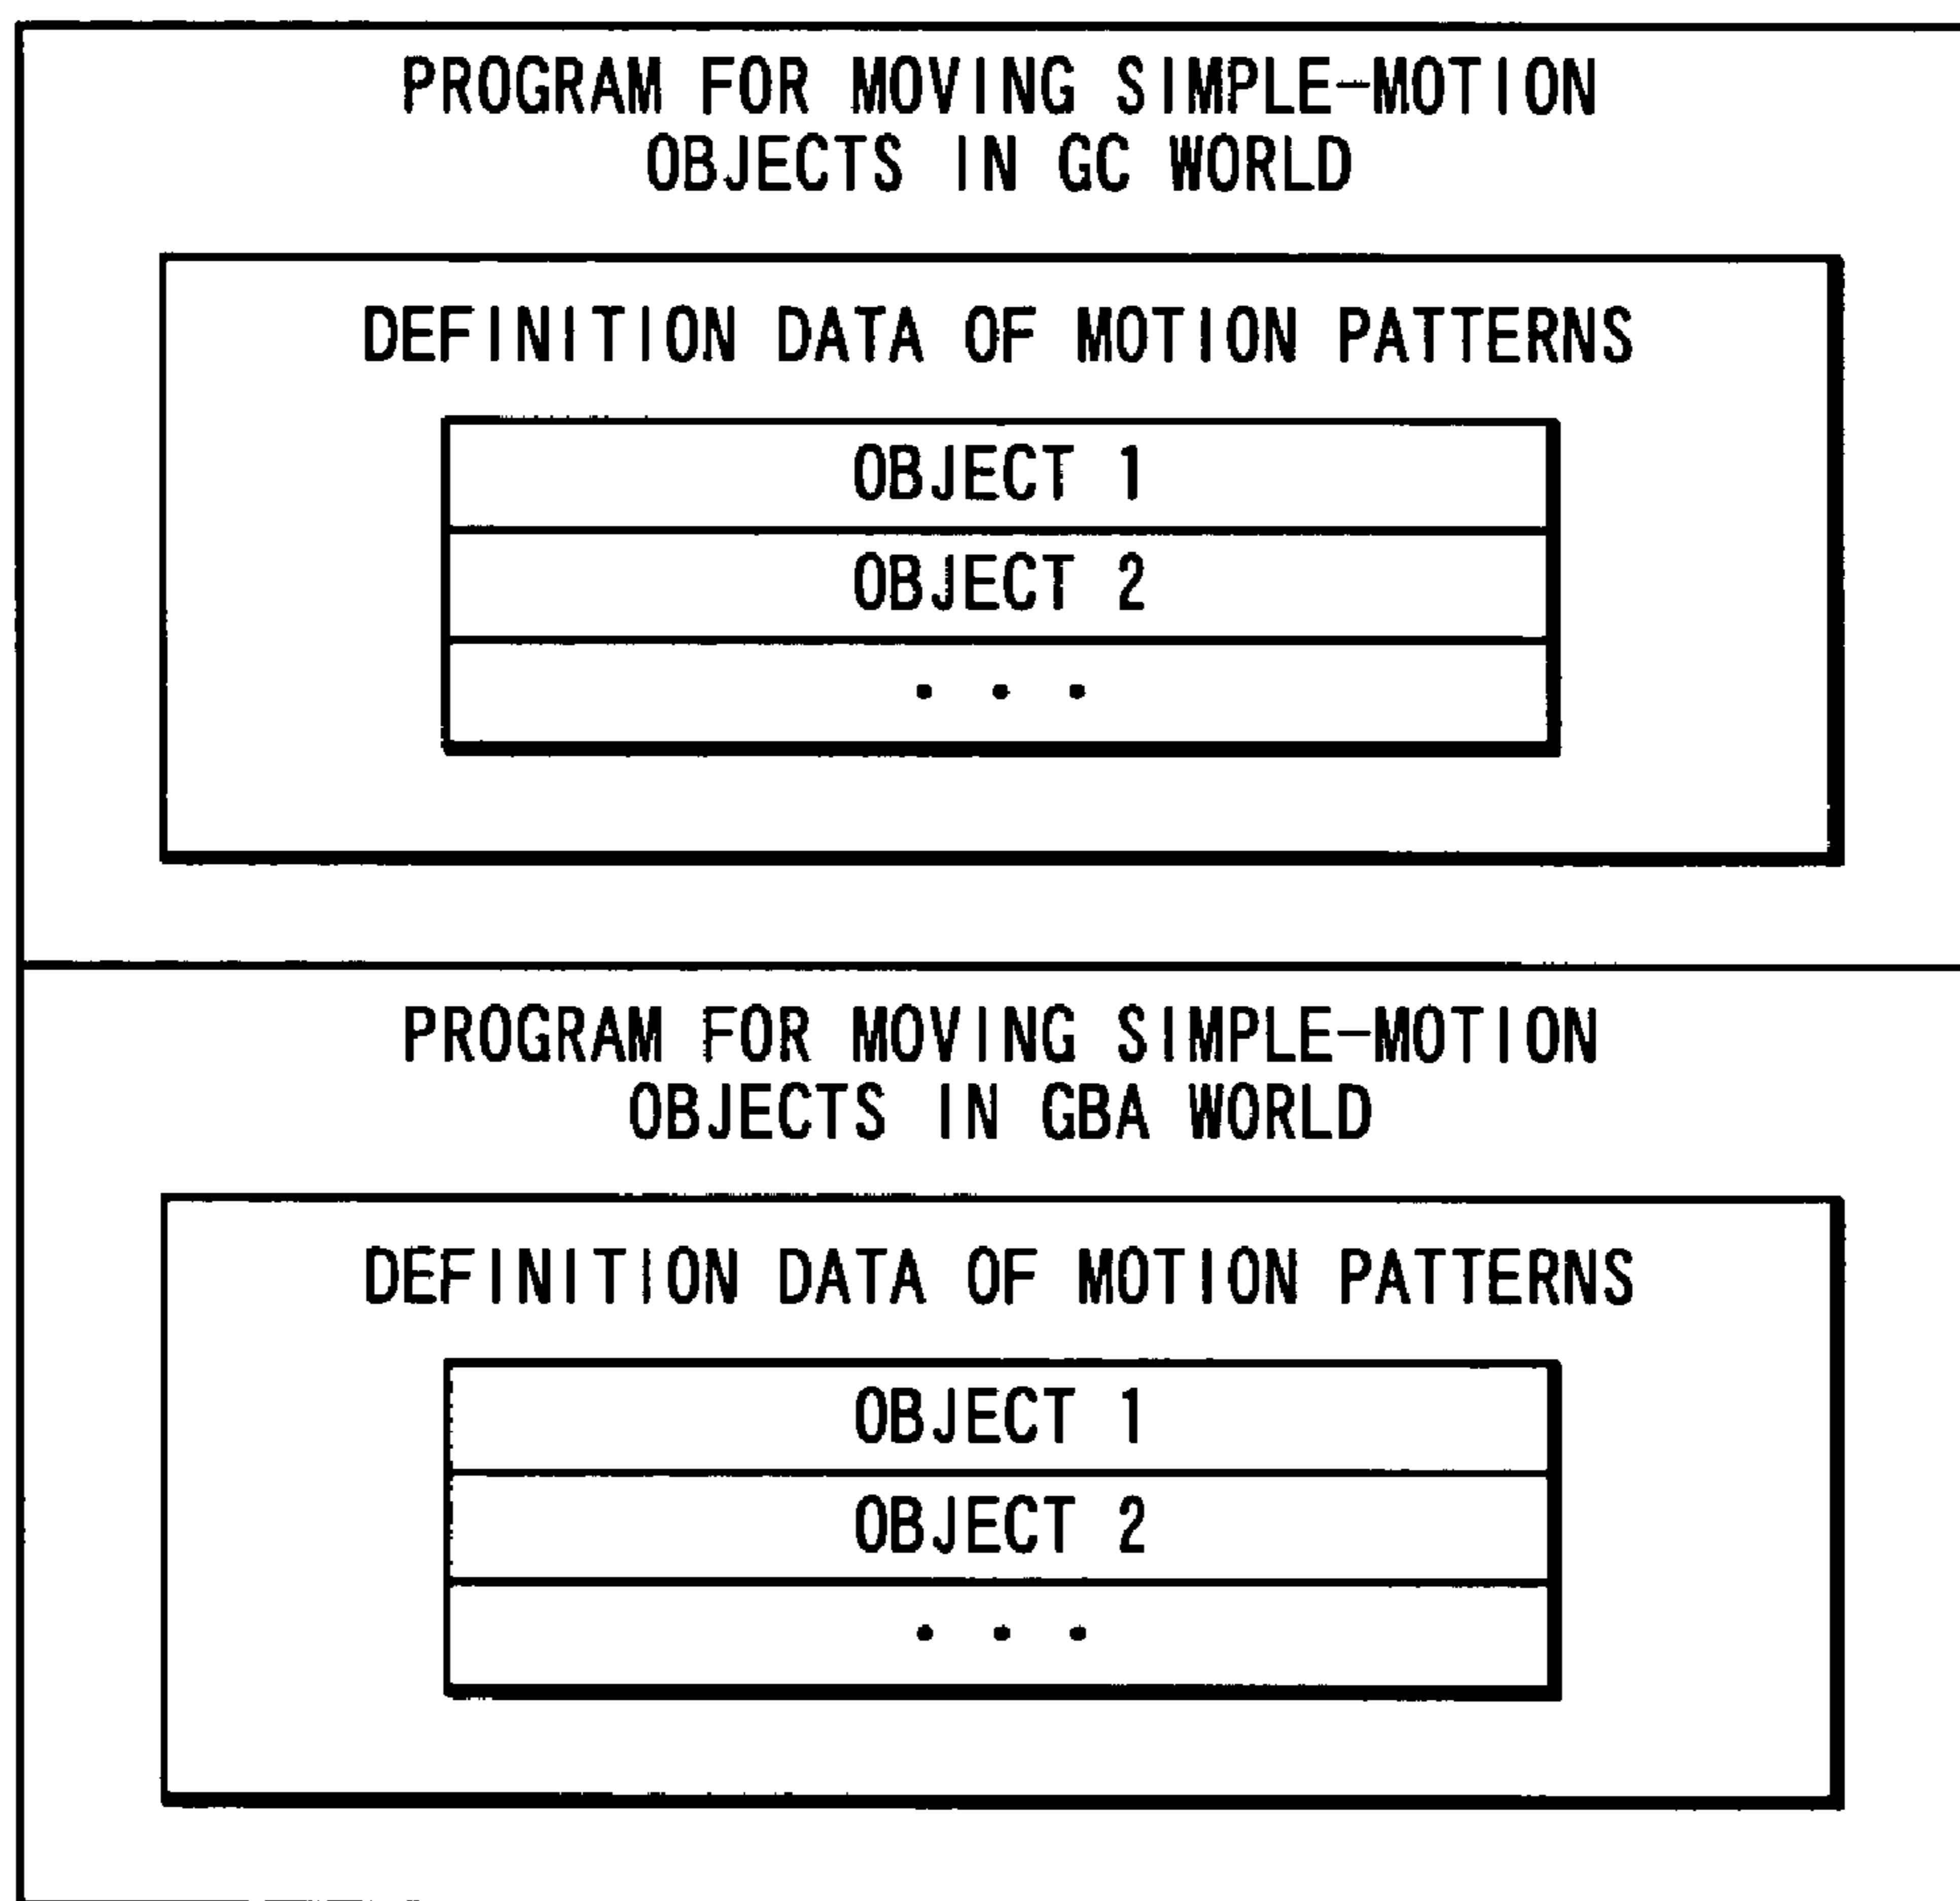 PROGRAM FOR MOVING SIMPLE-MOTION
OBJECTS IN GC WORLD
DEFINITION DATA OF MOTION PATTERNS
OBJECT 1
OBJECT 2
• • •
PROGRAM FOR MOVING SIMPLE-MOTION
OBJECTS IN GBA WORLD
DEFINITION DATA OF MOTION PATTERNS
OBJECT 1
OBJECT 2
• • •